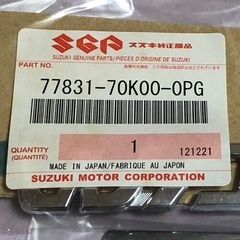 SGP スズキ純正部品
SUZUKI GENUINE PARTS/PIÈCES D'ORIGINE DE SUZUKI
PART NO.
77831-70K00-0PG
QUANTITY
(QUANTITÉ)
1
121221
MADE IN JAPAN/FABRIQUÉ AU JAPON
SUZUKI MOTOR CORPORATION